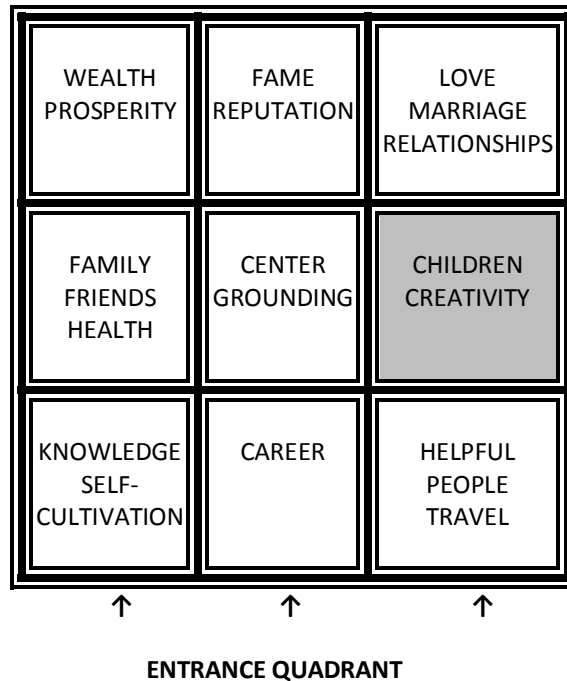 WEALTH
PROSPERITY
FAME
REPUTATION
LOVE
MARRIAGE
RELATIONSHIPS
FAMILY
FRIENDS
HEALTH
CENTER
GROUNDING
CHILDREN
CREATIVITY
KNOWLEDGE
SELF-
CULTIVATION
CAREER
HELPFUL
PEOPLE
TRAVEL
↑ ↑ ↑
ENTRANCE QUADRANT